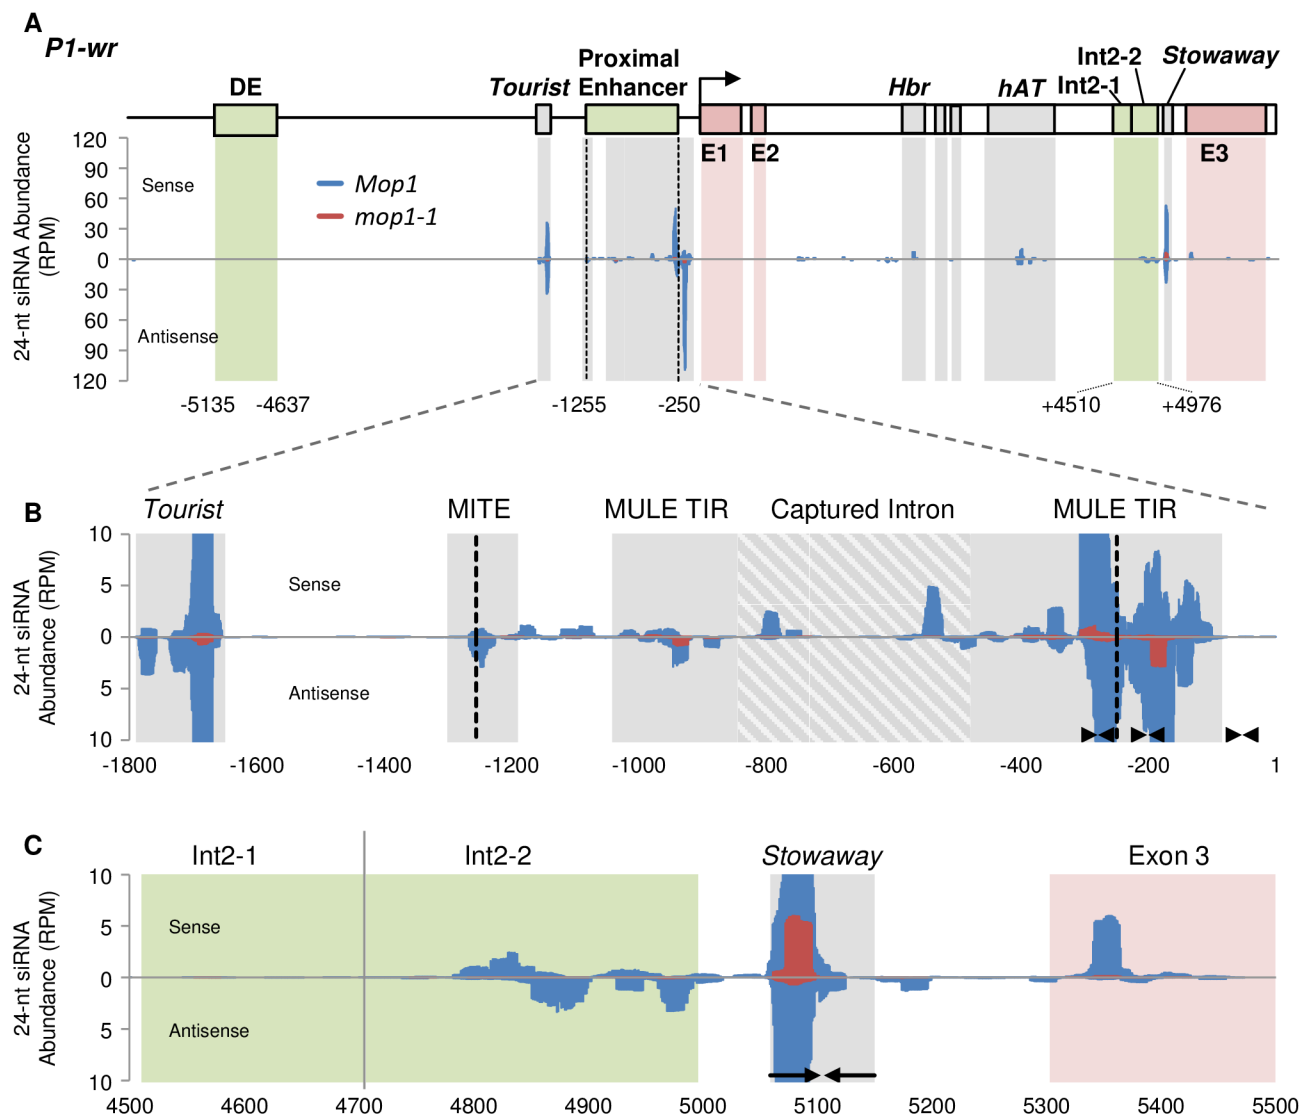 A
P1-wr
DE
Tourist
Proximal
Enhancer
Hbr
hAT
Int2-1
Int2-2
Stowaway
E1
E2
E3
24-nt siRNA Abundance
(RPM)
120
90
60
30
0
30
60
90
120
Sense
Antisense
Mop1
mop1-1
-5135
-4637
-1255
-250
+4510
+4976
B
Tourist
MITE
MULE TIR
Captured Intron
MULE TIR
24-nt siRNA
Abundance (RPM)
10
5
0
5
10
Sense
Antisense
-1800
-1600
-1400
-1200
-1000
-800
-600
-400
-200
1
C
Int2-1
Int2-2
Stowaway
Exon 3
24-nt siRNA
Abundance (RPM)
10
5
0
5
10
Sense
Antisense
4500
4600
4700
4800
4900
5000
5100
5200
5300
5400
5500